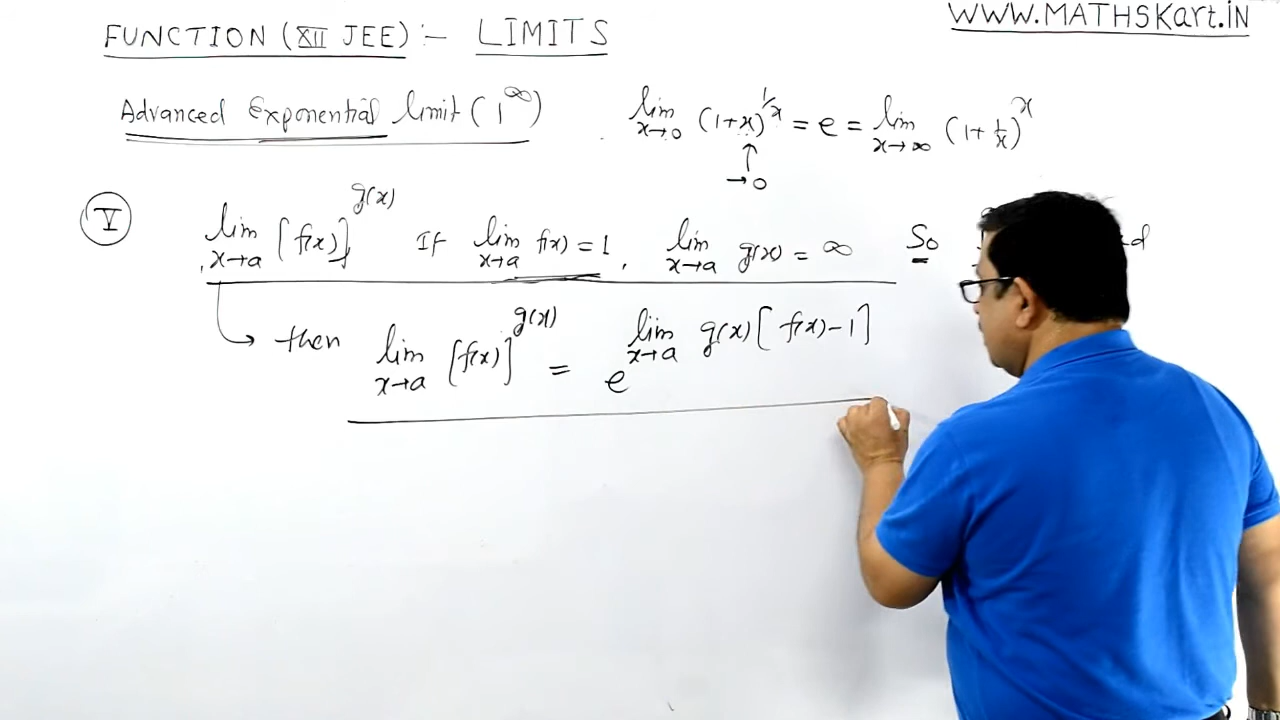 WWW.MATHSKart.iN
FUNCTION (XII JEE) :- LIMITS
Advanced Exponential limit (1^∞) lim x→0 (1+x)^1/x = e = lim x→∞ (1+1/x)^x
↑
→0
V lim x→a [f(x)]^g(x) If lim x→a f(x) = 1, lim x→a g(x) = ∞ So
then lim x→a [f(x)]^g(x) = e^lim x→a g(x)[f(x)-1]